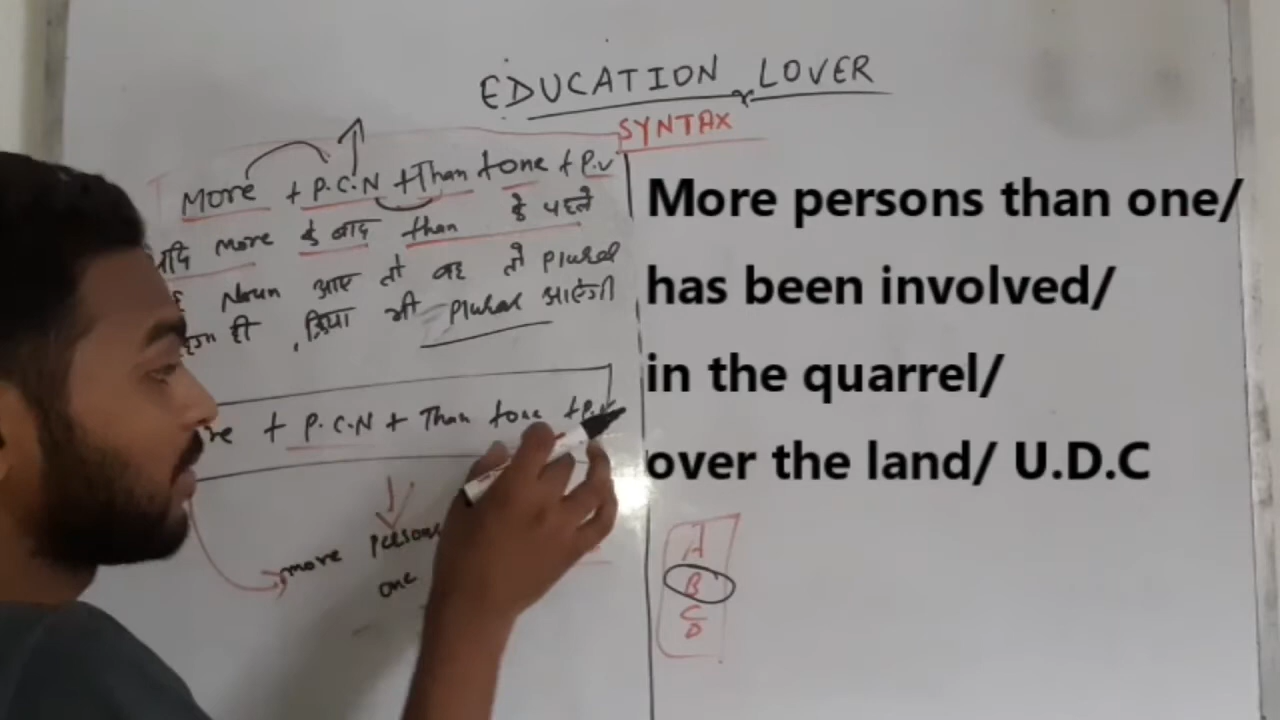 EDUCATION LOVER
SYNTAX
More + P.C.N + Than + one + P.V
यदि More के बाद than के पहले
Noun आए तो वह तो Plural
होगा ही, क्रिया भी Plural आएगी
+ P.C.N + Than + one + P.V
more persons
one
More persons than one/
has been involved/
in the quarrel/
over the land/ U.D.C
A
B
C
D